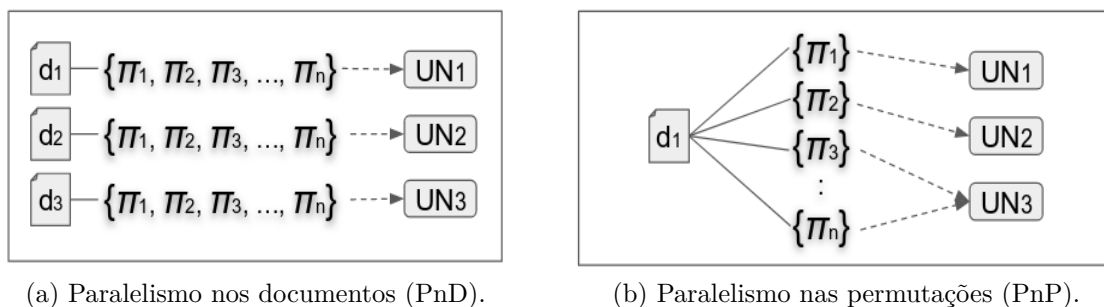 d1 {π1, π2, π3, ..., πn} UN1
d2 {π1, π2, π3, ..., πn} UN2
d3 {π1, π2, π3, ..., πn} UN3
(a) Paralelismo nos documentos (PnD).
d1
{π1}
{π2}
{π3}
⋮
{πn}
UN1
UN2
UN3
(b) Paralelismo nas permutações (PnP).